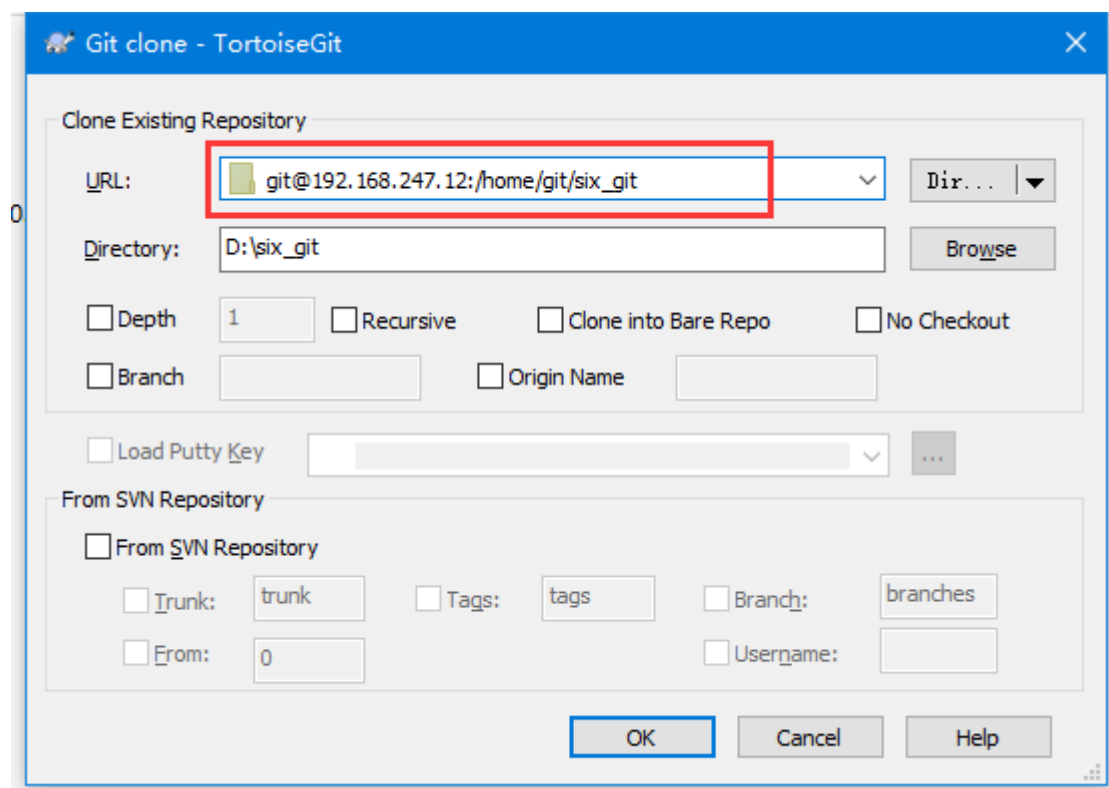 Git clone - TortoiseGit
Clone Existing Repository
URL: git@192.168.247.12:/home/git/six_git Dir...
0
Directory: D:\six_git Browse
Depth 1 Recursive Clone into Bare Repo No Checkout
Branch Origin Name
Load Putty Key ...
From SVN Repository
From SVN Repository
Trunk: trunk Tags: tags Branch: branches
From: 0 Username:
OK Cancel Help